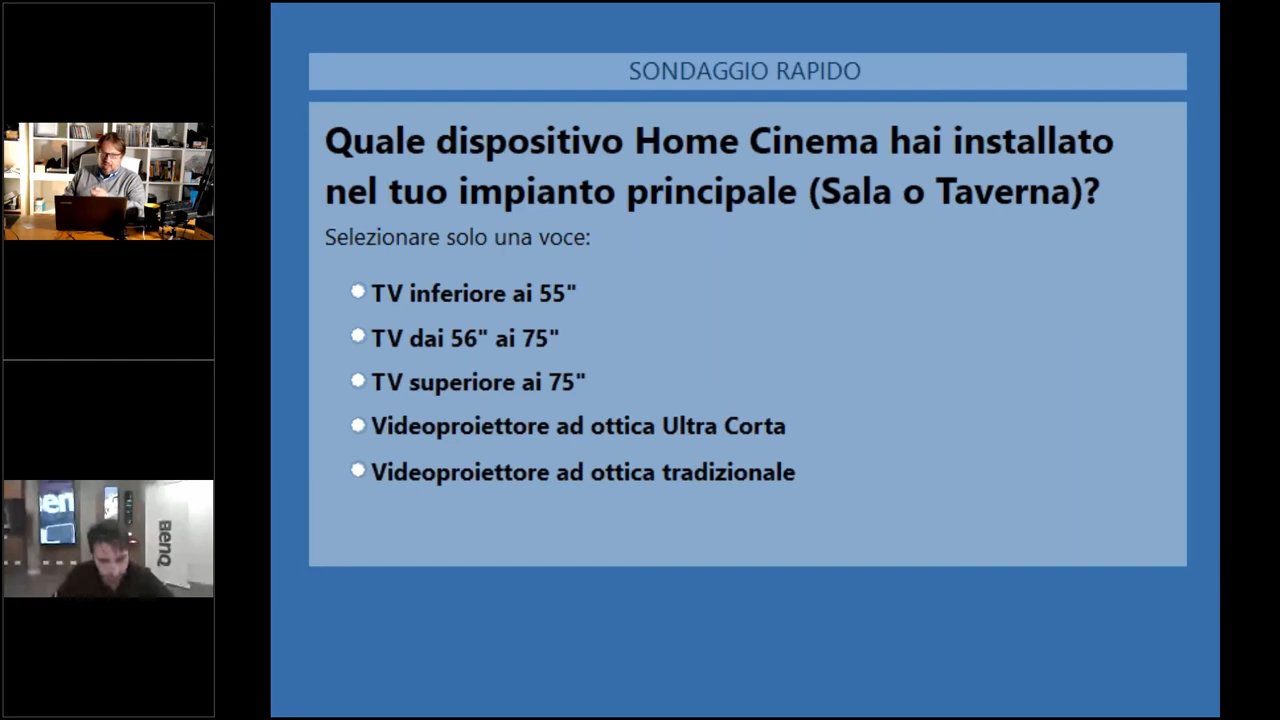 SONDAGGIO RAPIDO
Quale dispositivo Home Cinema hai installato
nel tuo impianto principale (Sala o Taverna)?
Selezionare solo una voce:
TV inferiore ai 55"
TV dai 56" ai 75"
TV superiore ai 75"
Videoproiettore ad ottica Ultra Corta
Videoproiettore ad ottica tradizionale
en
BenQ